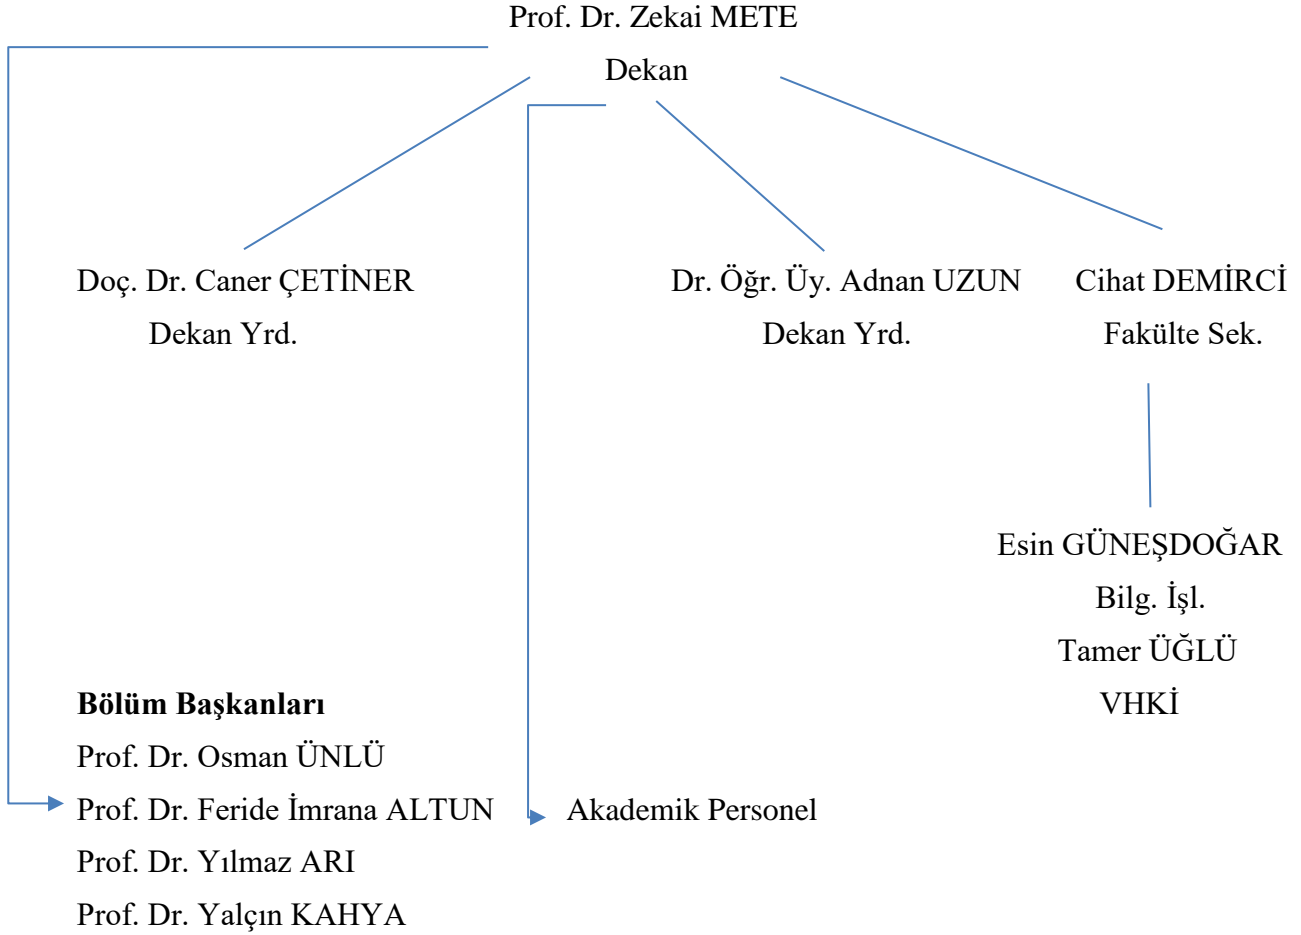 Prof. Dr. Zekai METE
Dekan
Doç. Dr. Caner ÇETİNER
Dekan Yrd.
Dr. Öğr. Üy. Adnan UZUN
Dekan Yrd.
Cihat DEMİRCİ
Fakülte Sek.
Esin GÜNEŞDOĞAR
Bilg. İşl.
Tamer ÜĞLÜ
VHKİ
Bölüm Başkanları
Prof. Dr. Osman ÜNLÜ
Prof. Dr. Feride İmrana ALTUN
Prof. Dr. Yılmaz ARI
Prof. Dr. Yalçın KAHYA
Akademik Personel